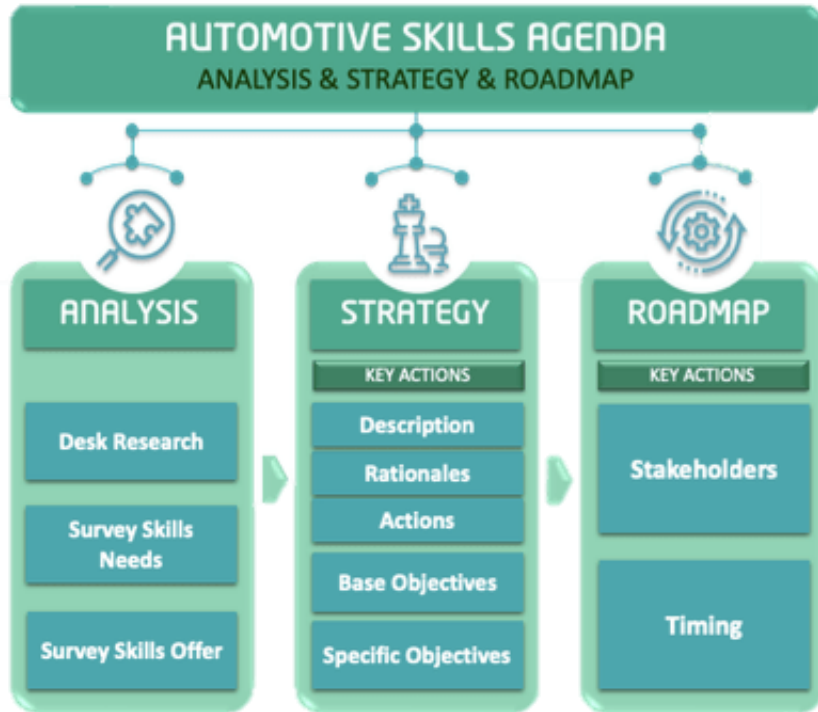 AUTOMOTIVE SKILLS AGENDA
ANALYSIS & STRATEGY & ROADMAP
ANALYSIS
Desk Research
Survey Skills
Needs
Survey Skills Offer
STRATEGY
KEY ACTIONS
Description
Rationales
Actions
Base Objectives
Specific Objectives
ROADMAP
KEY ACTIONS
Stakeholders
Timing